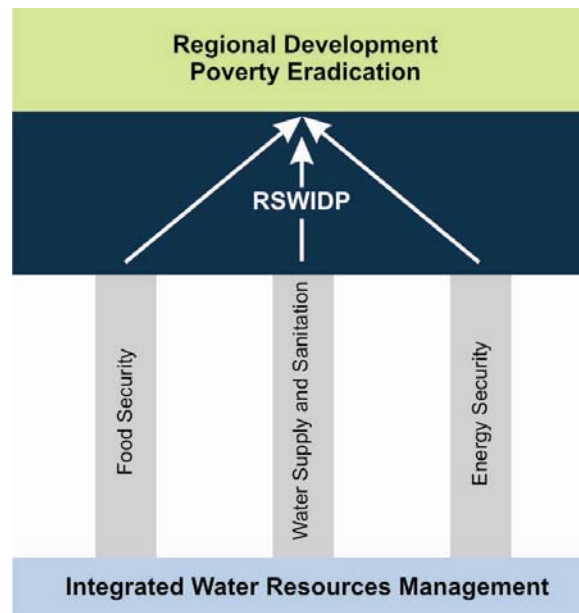 Regional Development
Poverty Eradication
RSWIDP
Food Security
Water Supply and Sanitation
Energy Security
Integrated Water Resources Management